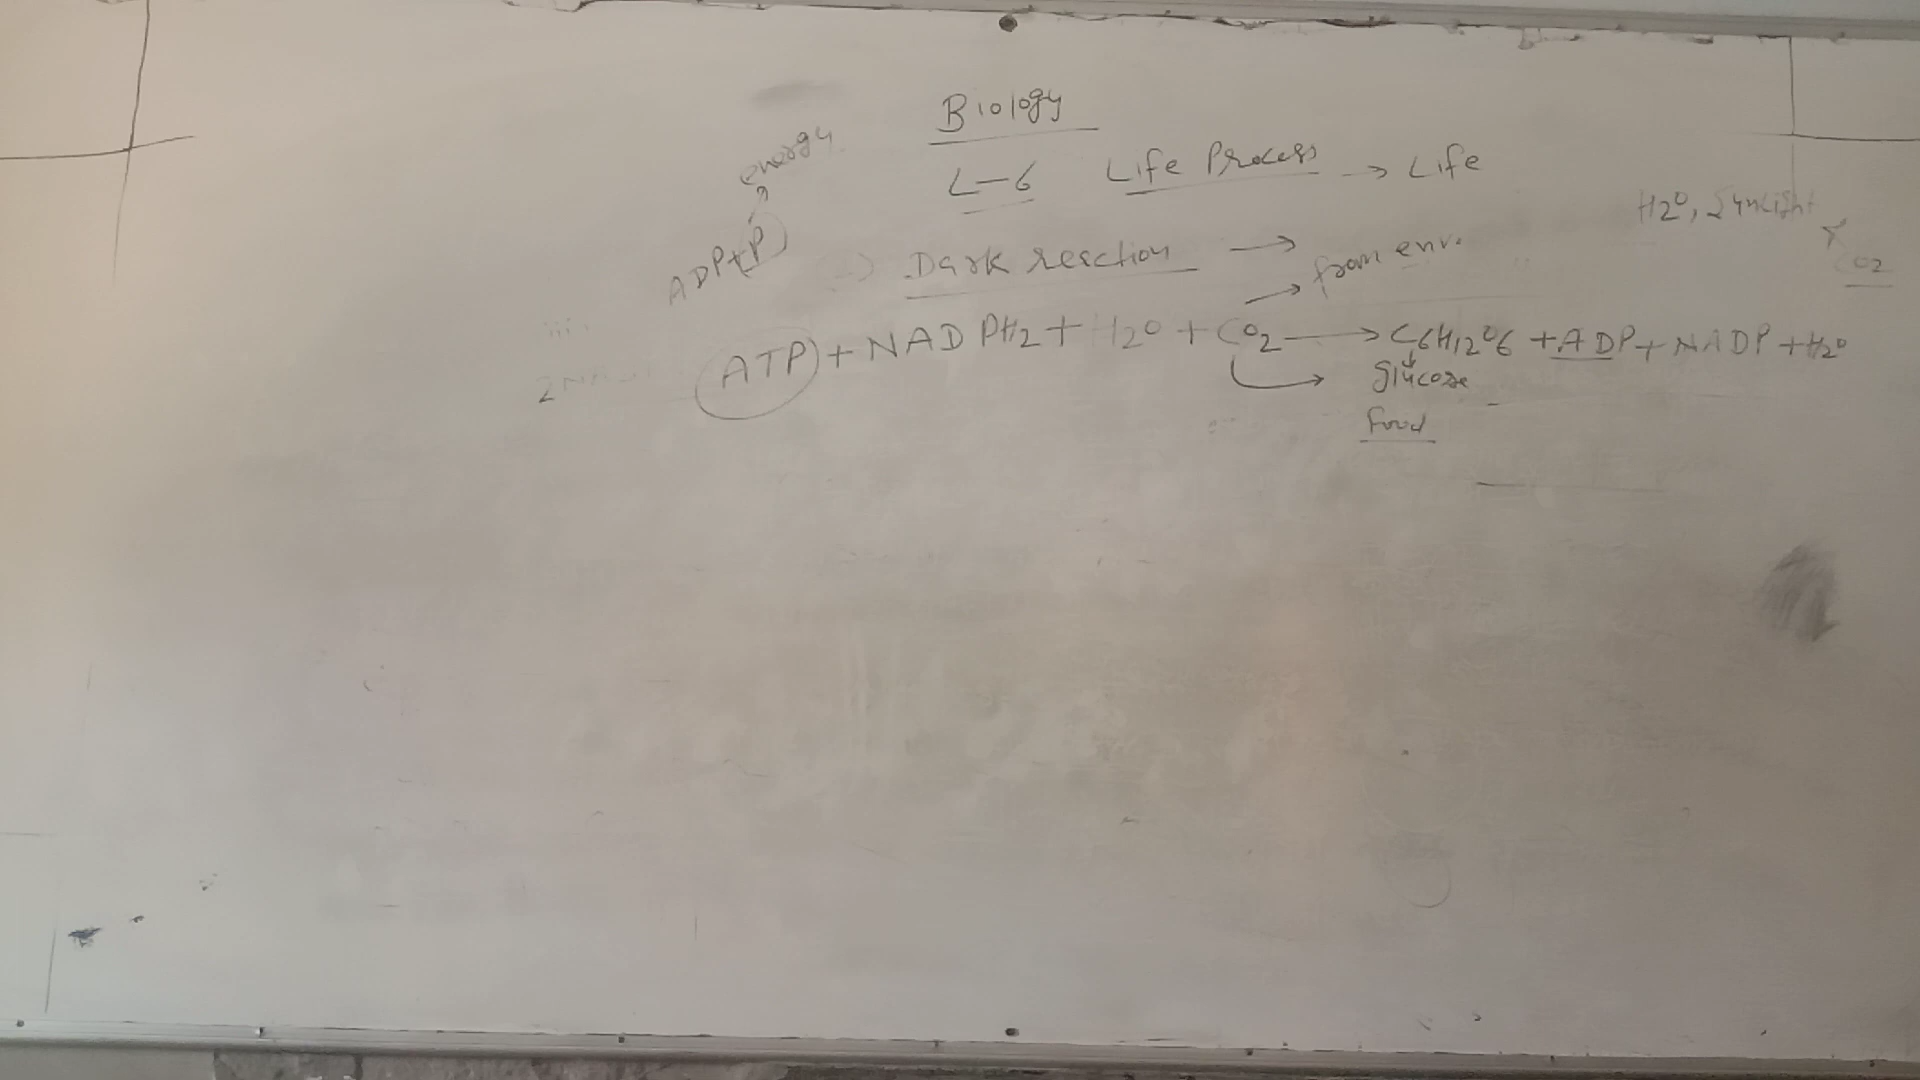 Biology
energy
L-6 Life Process → Life
H2O, Sunlight
ADP+P
Dark reaction →
from env.
CO2
ATP + NADPH2 + H2O + CO2 → C6H12O6 + ADP + NADP + H2O
glucose
food